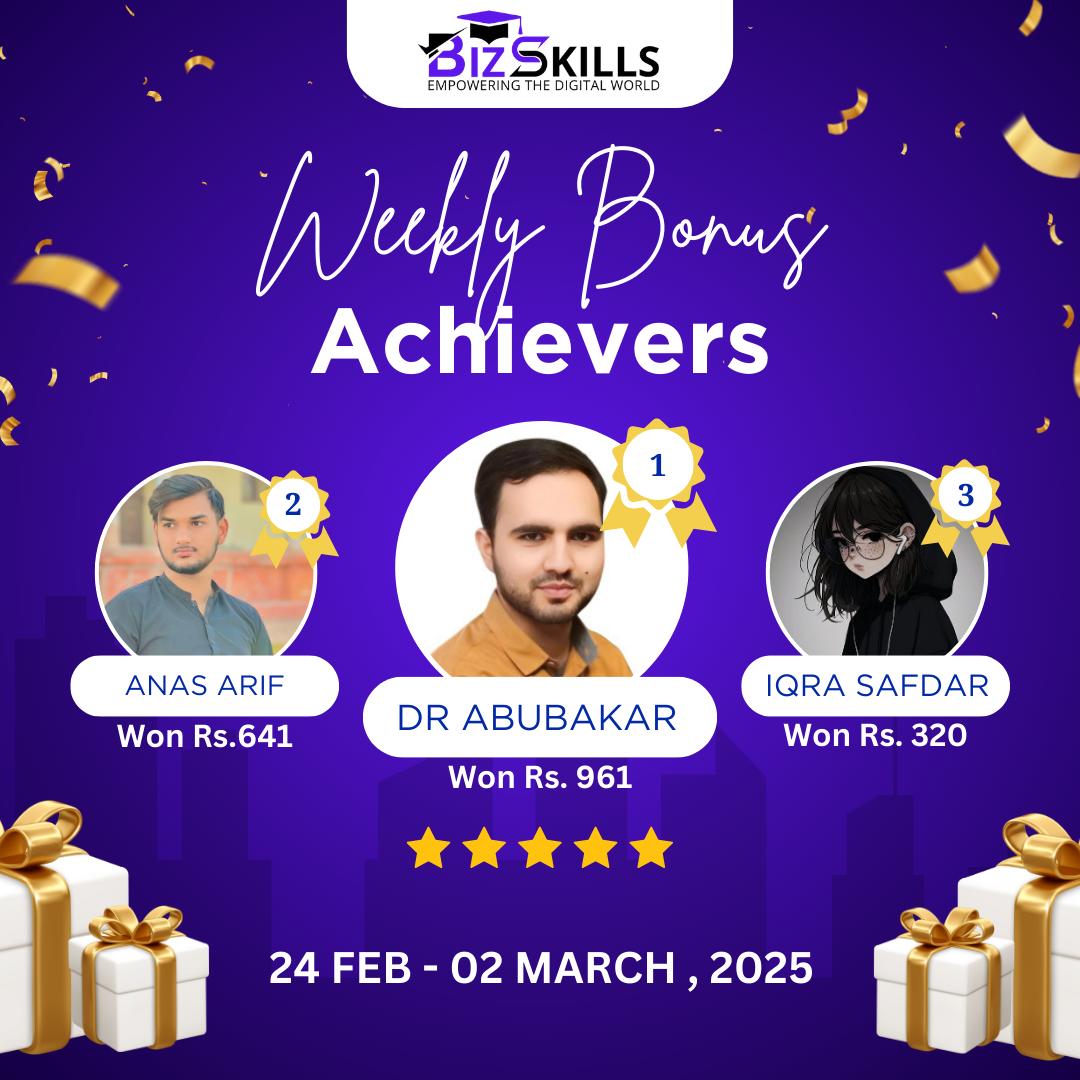 BIZSKILLS
EMPOWERING THE DIGITAL WORLD
Weekly Bonus
Achievers
2
1
3
ANAS ARIF
DR ABUBAKAR
IQRA SAFDAR
Won Rs.641
Won Rs. 961
Won Rs. 320
24 FEB - 02 MARCH , 2025